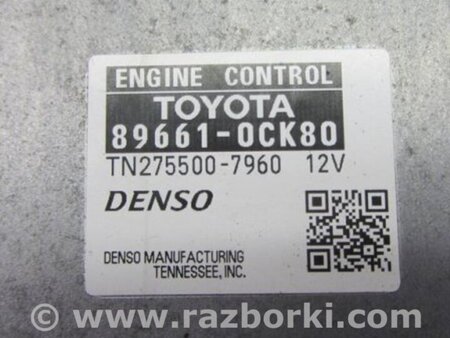 ENGINE CONTROL
TOYOTA
89661-0CK80
TN275500-7960 12V
DENSO
DENSO MANUFACTURING
TENNESSEE, INC.
www.razborki.com